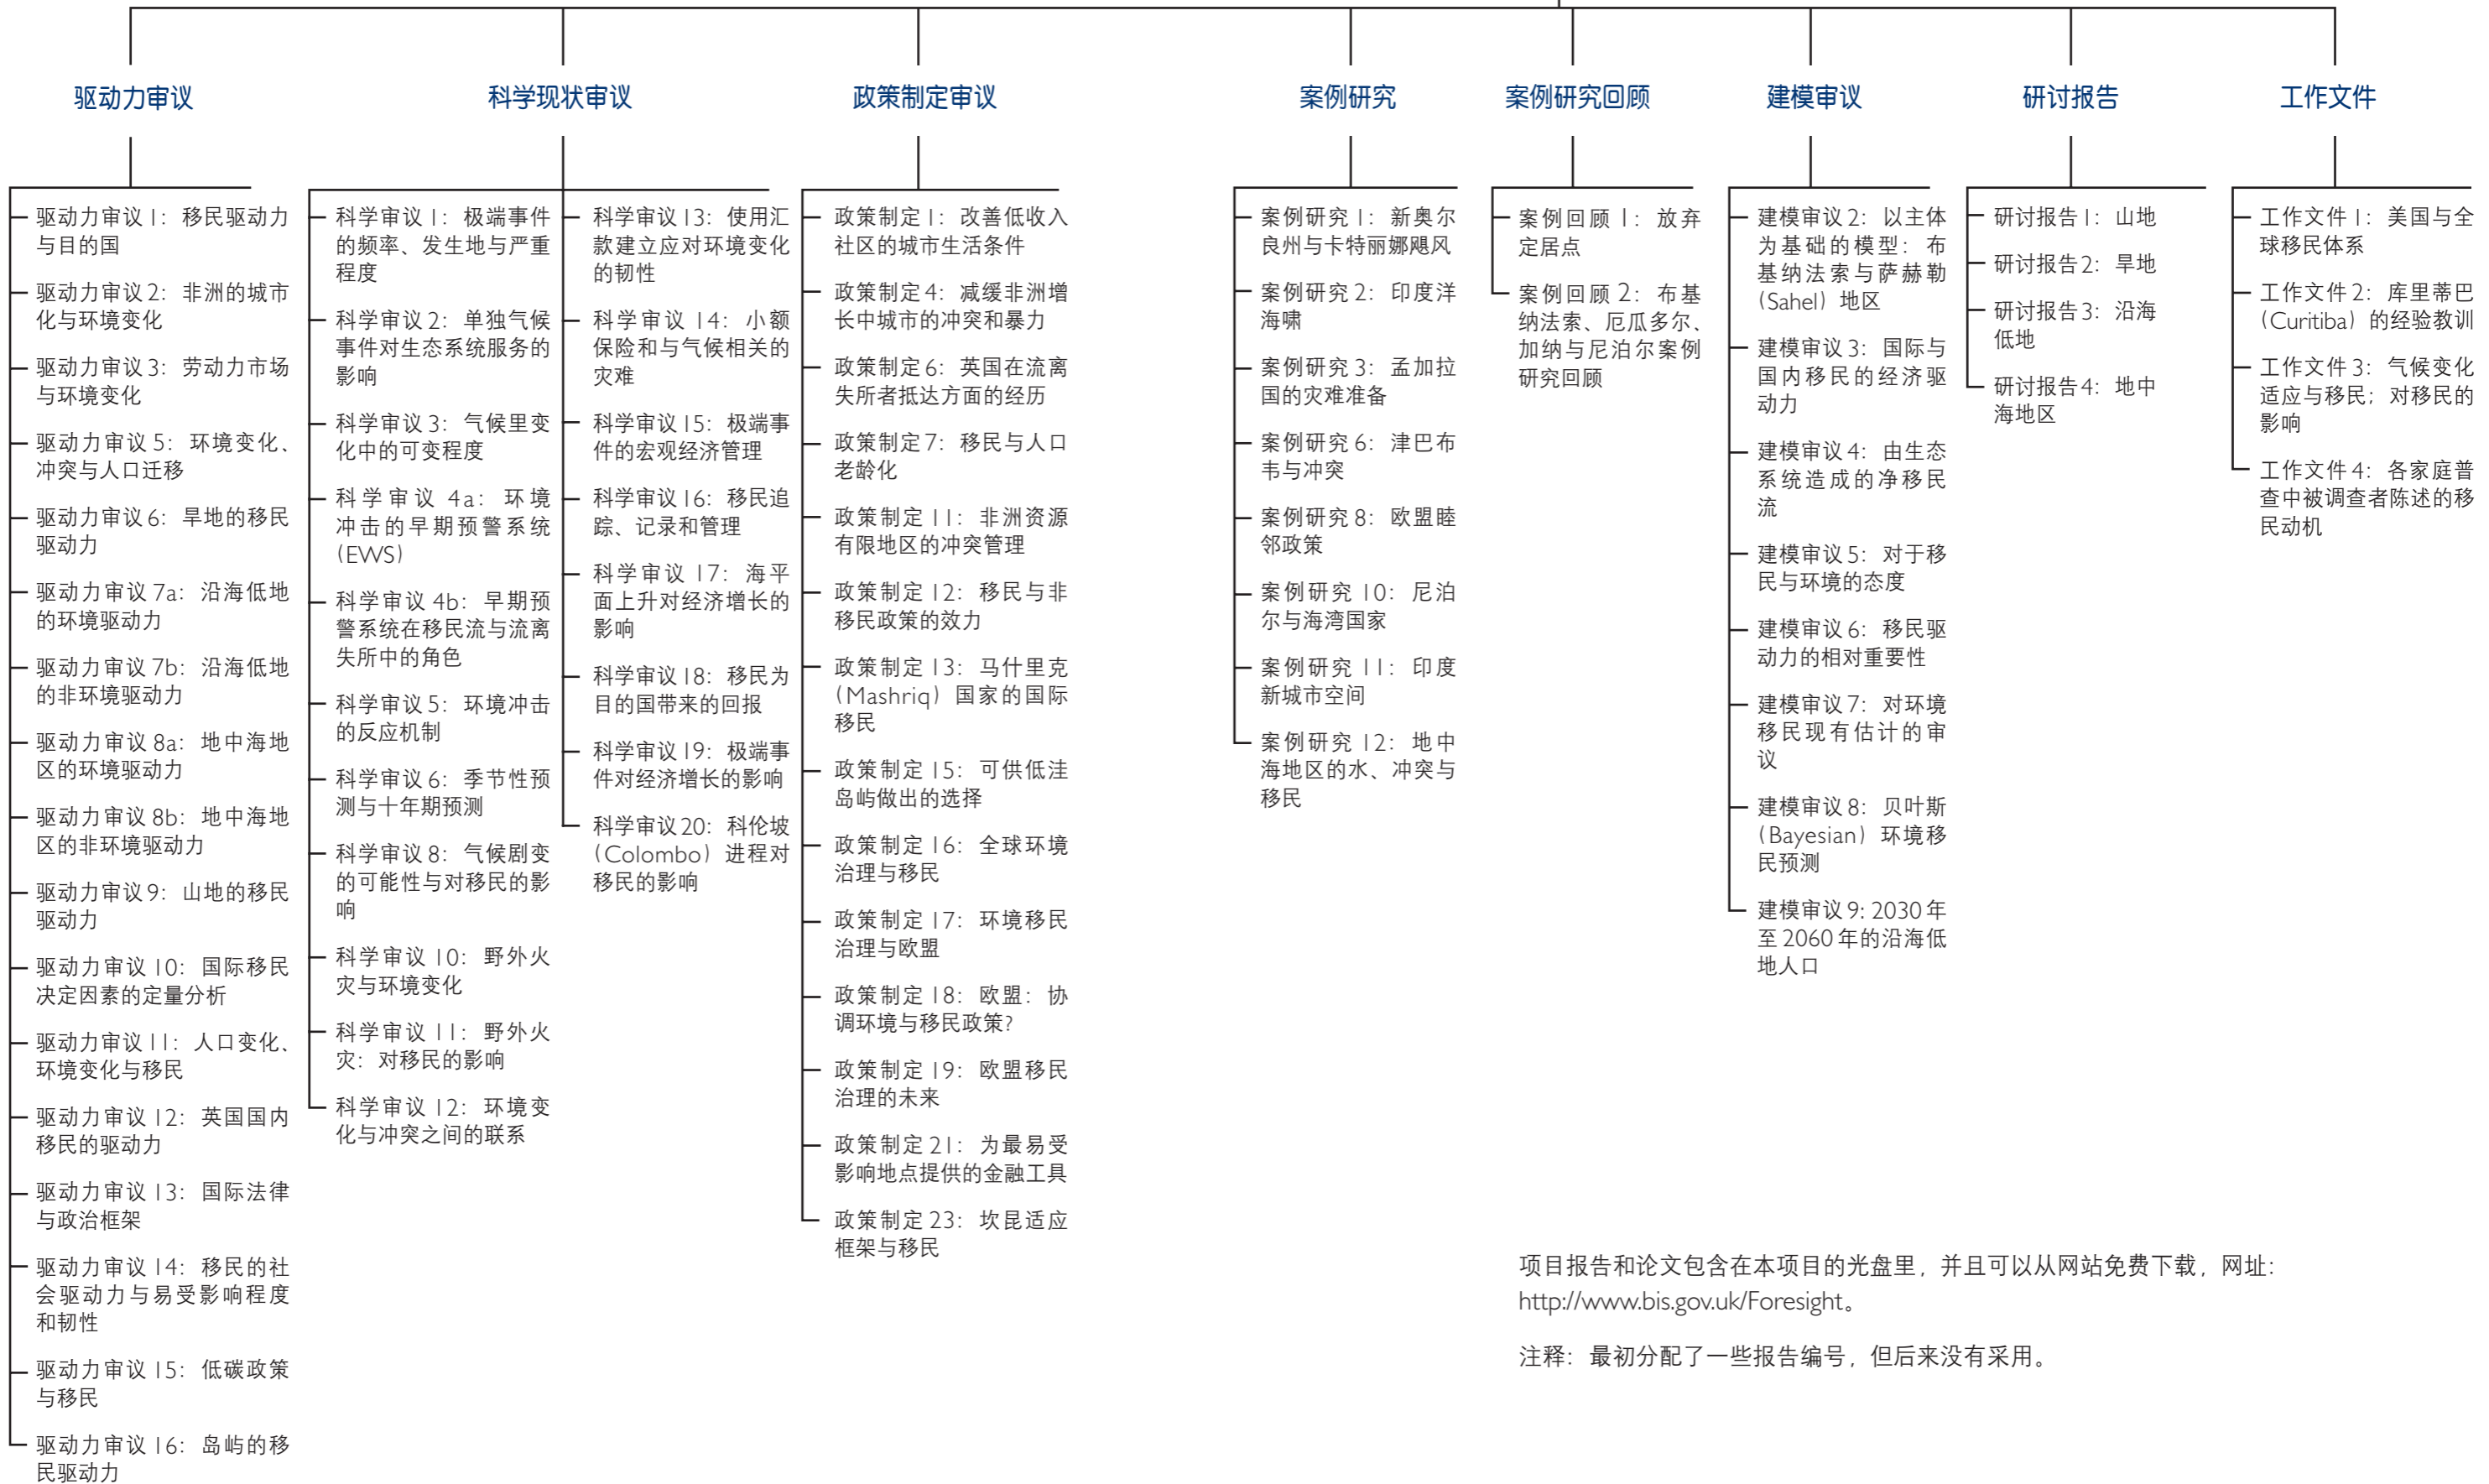 驱动力审议
驱动力审议 1：移民驱动力
与目的国
驱动力审议 2：非洲的城市
化与环境变化
驱动力审议 3：劳动力市场
与环境变化
驱动力审议 5：环境变化、
冲突与人口迁移
驱动力审议 6：旱地的移民
驱动力
驱动力审议 7a：沿海低地
的环境驱动力
驱动力审议 7b：沿海低地
的非环境驱动力
驱动力审议 8a：地中海地
区的环境驱动力
驱动力审议 8b：地中海地
区的非环境驱动力
驱动力审议 9：山地的移民
驱动力
驱动力审议 10：国际移民
决定因素的定量分析
驱动力审议 11：人口变化、
环境变化与移民
驱动力审议 12：英国国内
移民的驱动力
驱动力审议 13：国际法律
与政治框架
驱动力审议 14：移民的社
会驱动力与易受影响程度
和韧性
驱动力审议 15：低碳政策
与移民
驱动力审议 16：岛屿的移
民驱动力
科学现状审议
科学审议 1：极端事件
的频率、发生地与严重
程度
科学审议 2：单独气候
事件对生态系统服务的
影响
科学审议 3：气候里变
化中的可变程度
科学审议 4a：环境
冲击的早期预警系统
（EWS）
科学审议 4b：早期预
警系统在移民流与流离
失所中的角色
科学审议 5：环境冲击
的反应机制
科学审议 6：季节性预
测与十年期预测
科学审议 8：气候剧变
的可能性与对移民的影
响
科学审议 10：野外火
灾与环境变化
科学审议 11：野外火
灾：对移民的影响
科学审议 12：环境变
化与冲突之间的联系
科学审议 13：使用汇
款建立应对环境变化
的韧性
科学审议 14：小额
保险和与气候相关的
灾难
科学审议 15：极端事
件的宏观经济管理
科学审议 16：移民追
踪、记录和管理
科学审议 17：海平
面上升对经济增长的
影响
科学审议 18：移民为
目的国带来的回报
科学审议 19：极端事
件对经济增长的影响
科学审议 20：科伦坡
（Colombo）进程对
移民的影响
政策制定审议
政策制定 1：改善低收入
社区的城市生活条件
政策制定 4：减缓非洲增
长中城市的冲突和暴力
政策制定 6：英国在流离
失所者抵达方面的经历
政策制定 7：移民与人口
老龄化
政策制定 11：非洲资源
有限地区的冲突管理
政策制定 12：移民与非
移民政策的效力
政策制定 13：马什里克
（Mashriq）国家的国际
移民
政策制定 15：可供低洼
岛屿做出的选择
政策制定 16：全球环境
治理与移民
政策制定 17：环境移民
治理与欧盟
政策制定 18：欧盟：协
调环境与移民政策？
政策制定 19：欧盟移民
治理的未来
政策制定 21：为最易受
影响地点提供的金融工具
政策制定 23：坎昆适应
框架与移民
案例研究
案例研究 1：新奥尔
良州与卡特丽娜飓风
案例研究 2：印度洋
海啸
案例研究 3：孟加拉
国的灾难准备
案例研究 6：津巴布
韦与冲突
案例研究 8：欧盟睦
邻政策
案例研究 10：尼泊
尔与海湾国家
案例研究 11：印度
新城市空间
案例研究 12：地中
海地区的水、冲突与
移民
案例研究回顾
案例回顾 1：放弃
定居点
案例回顾 2：布基
纳法索、厄瓜多尔、
加纳与尼泊尔案例
研究回顾
建模审议
建模审议 2：以主体
为基础的模型：布
基纳法索与萨赫勒
（Sahel）地区
建模审议 3：国际与
国内移民的经济驱
动力
建模审议 4：由生态
系统造成的净移民
流
建模审议 5：对于移
民与环境的态度
建模审议 6：移民驱
动力的相对重要性
建模审议 7：对环境
移民现有估计的审
议
建模审议 8：贝叶斯
（Bayesian）环境移
民预测
建模审议 9: 2030 年
至 2060 年的沿海低
地人口
研讨报告
研讨报告 1：山地
研讨报告 2：旱地
研讨报告 3：沿海
低地
研讨报告 4：地中
海地区
工作文件
工作文件 1：美国与全
球移民体系
工作文件 2：库里蒂巴
（Curitiba）的经验教训
工作文件 3：气候变化
适应与移民；对移民的
影响
工作文件 4：各家庭普
查中被调查者陈述的移
民动机
项目报告和论文包含在本项目的光盘里，并且可以从网站免费下载，网址：
http://www.bis.gov.uk/Foresight。
注释：最初分配了一些报告编号，但后来没有采用。